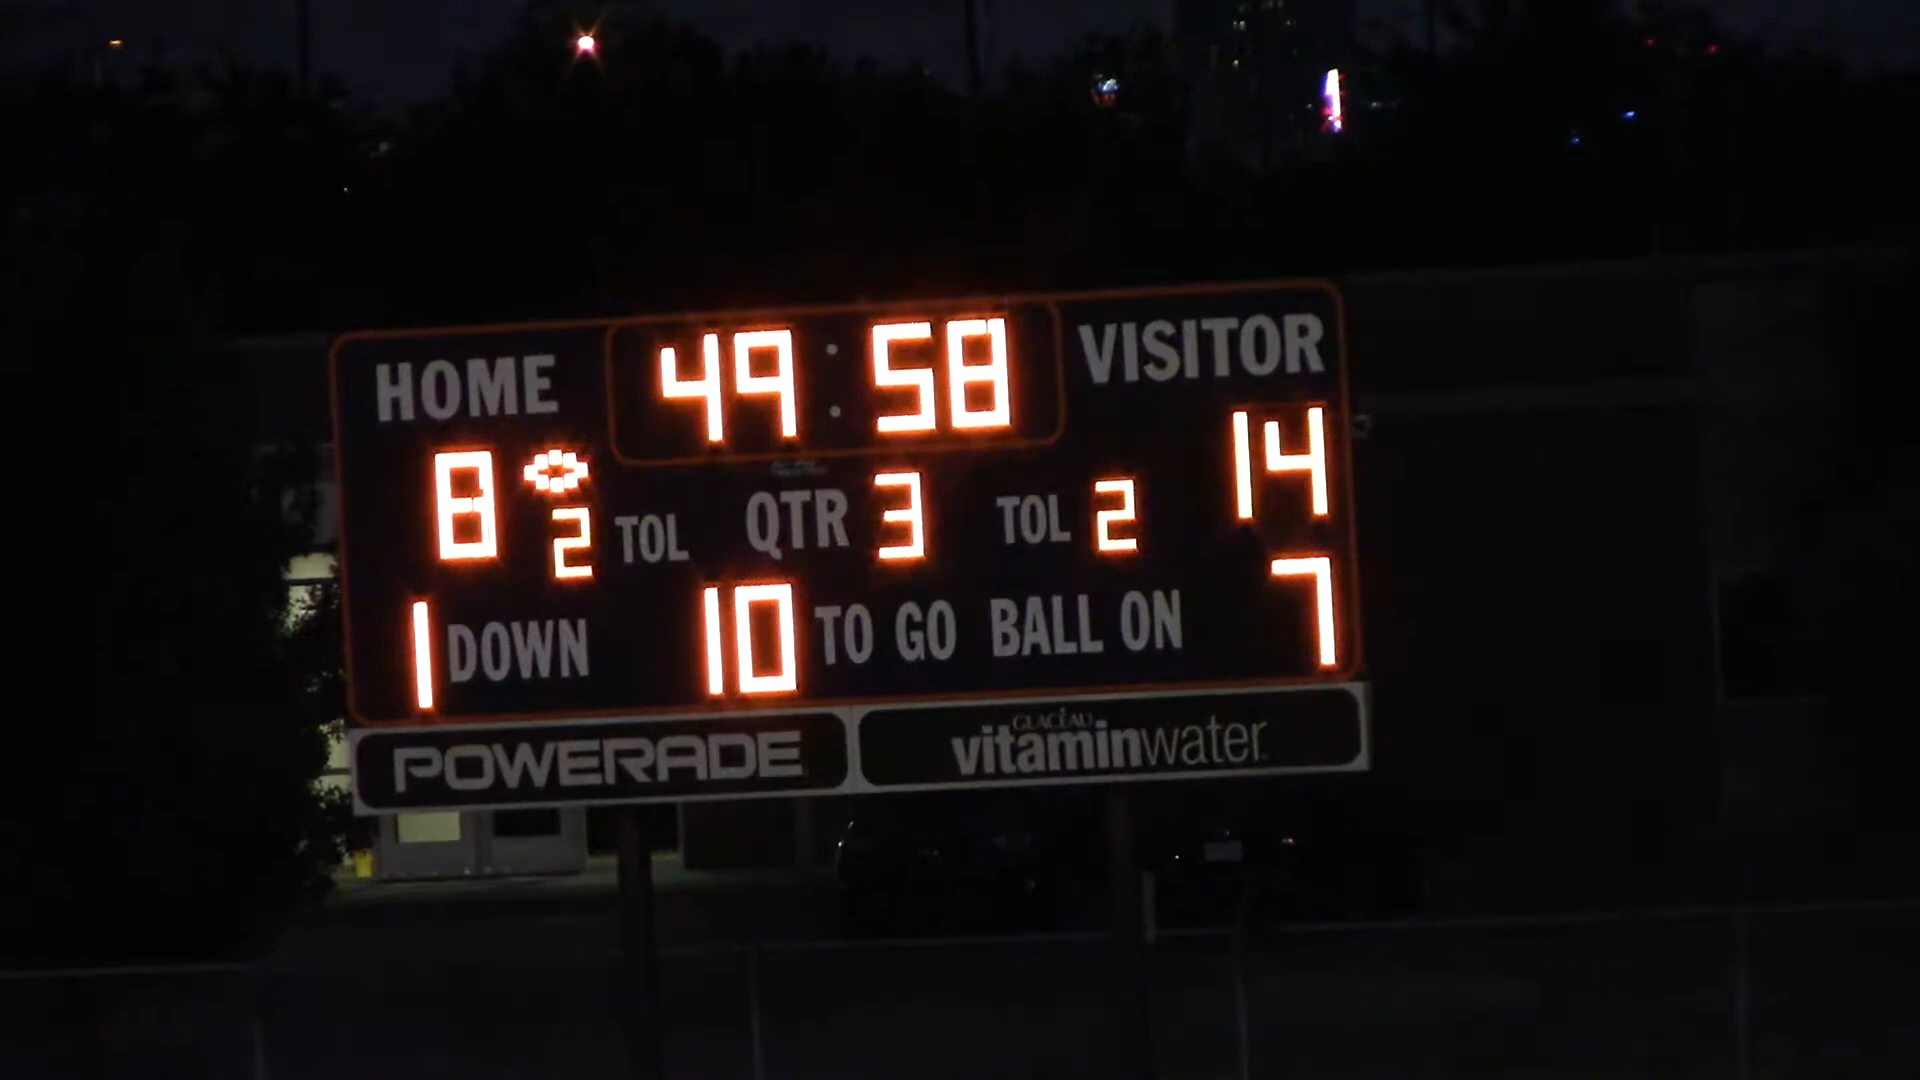 HOME 49:58 VISITOR
8 2 TOL QTR 3 TOL 2 14
1 DOWN 10 TO GO BALL ON 7
POWERADE GLACÉAU
vitaminwater